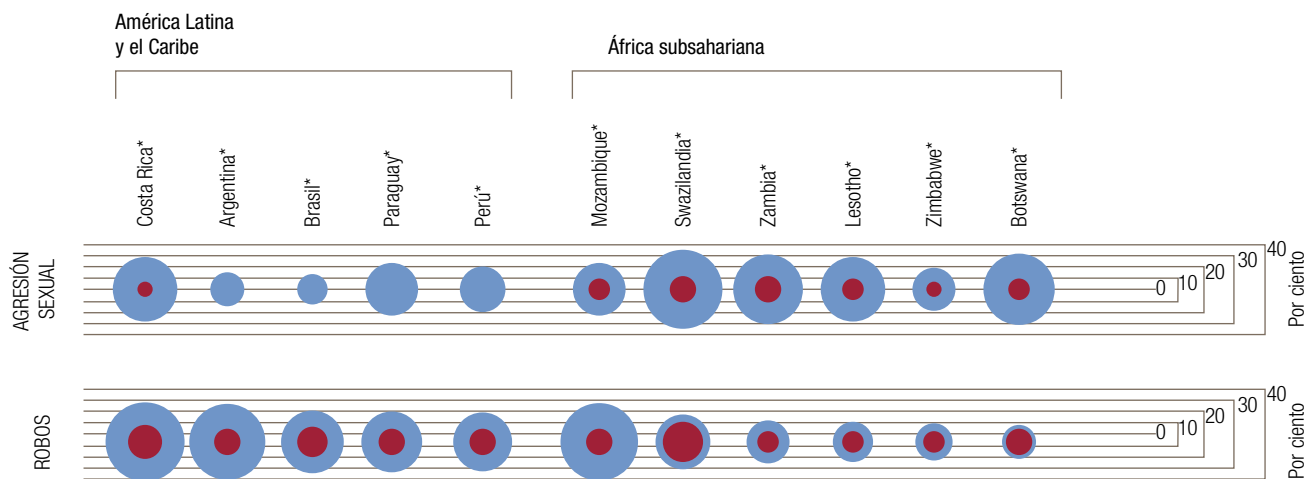 América Latina
y el Caribe
África subsahariana
Costa Rica*
Argentina*
Brasil*
Paraguay*
Perú*
Mozambique*
Swazilandia*
Zambia*
Lesotho*
Zimbabwe*
Botswana*
AGRESIÓN
SEXUAL
0 10 20 30 40
Por ciento
ROBOS
0 10 20 30 40
Por ciento